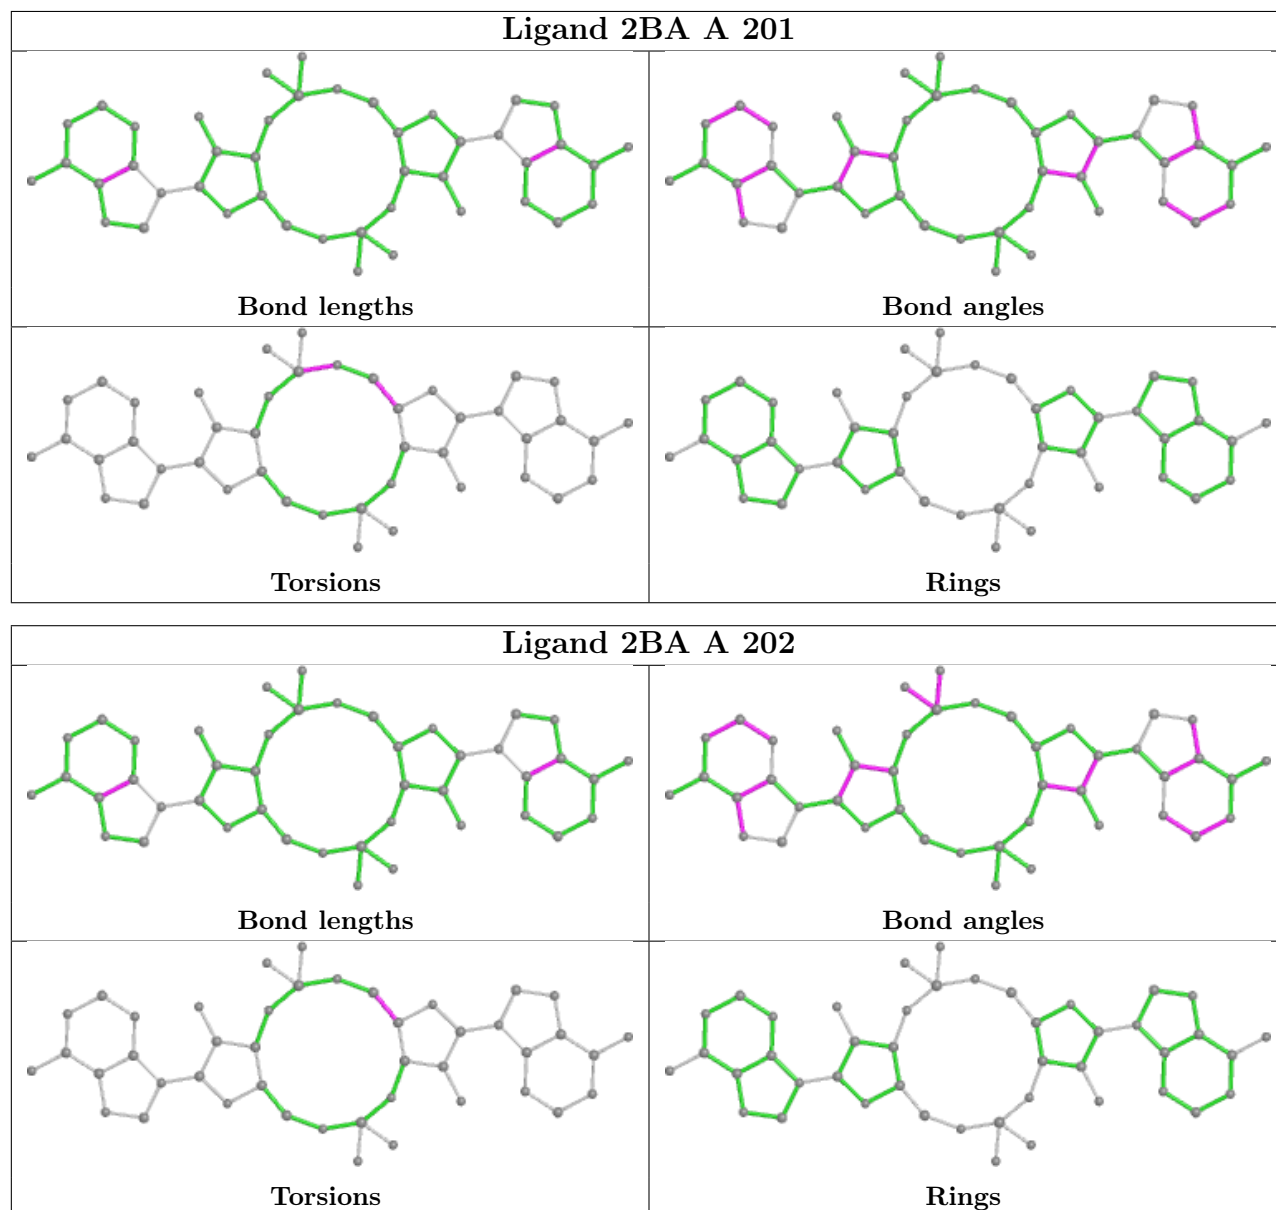 Ligand 2BA A 201
Bond lengths
Bond angles
Torsions
Rings
Ligand 2BA A 202
Bond lengths
Bond angles
Torsions
Rings